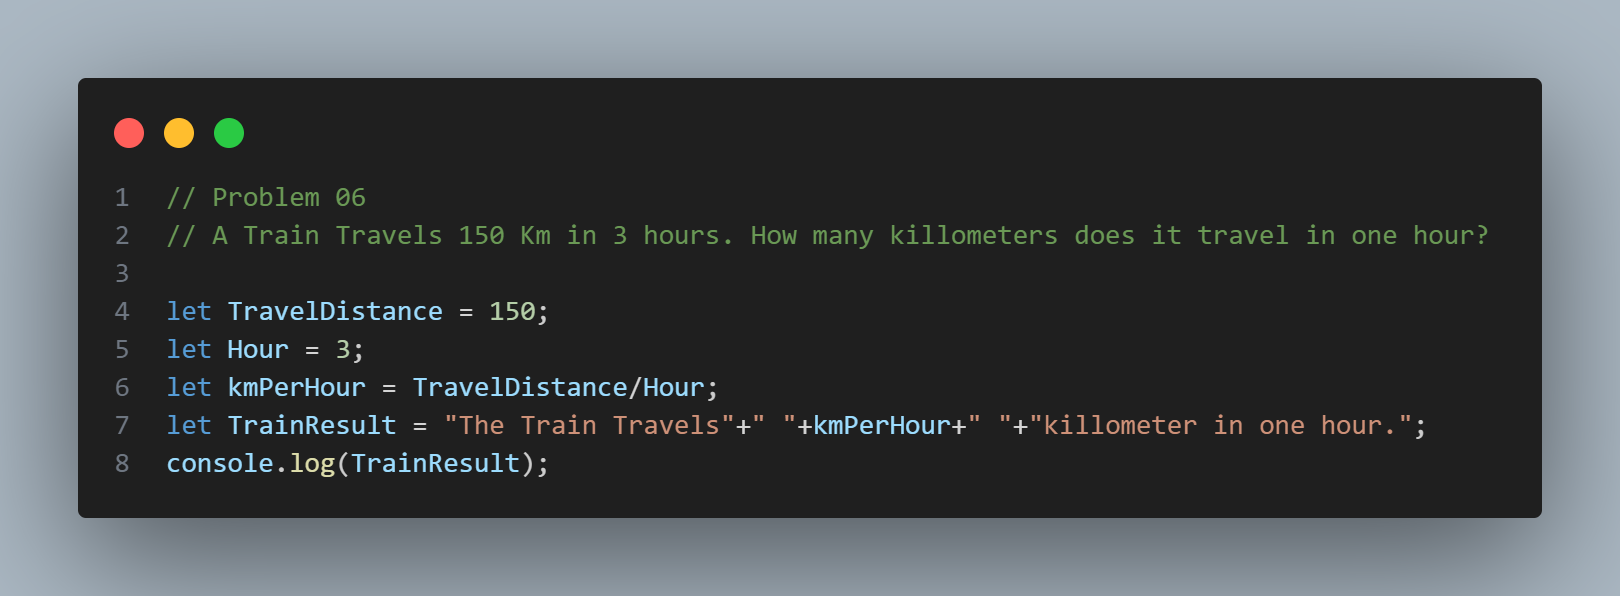 1 // Problem 06
2 // A Train Travels 150 Km in 3 hours. How many killometers does it travel in one hour?
3
4 let TravelDistance = 150;
5 let Hour = 3;
6 let kmPerHour = TravelDistance/Hour;
7 let TrainResult = "The Train Travels"+" "+kmPerHour+" "+"killometer in one hour.";
8 console.log(TrainResult);